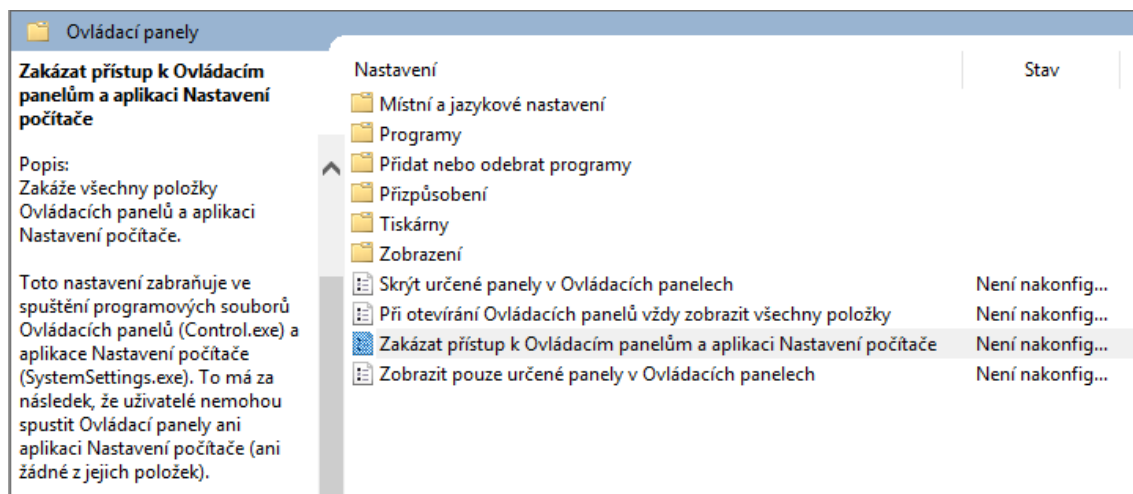 Ovládací panely
Zakázat přístup k Ovládacím
panelům a aplikaci Nastavení
počítače
Popis:
Zakáže všechny položky
Ovládacích panelů a aplikaci
Nastavení počítače.
Toto nastavení zabraňuje ve
spuštění programových souborů
Ovládacích panelů (Control.exe) a
aplikace Nastavení počítače
(SystemSettings.exe). To má za
následek, že uživatelé nemohou
spustit Ovládací panely ani
aplikaci Nastavení počítače (ani
žádné z jejich položek).
Nastavení Stav
Místní a jazykové nastavení
Programy
Přidat nebo odebrat programy
Přizpůsobení
Tiskárny
Zobrazení
Skrýt určené panely v Ovládacích panelech Není nakonfig...
Při otevírání Ovládacích panelů vždy zobrazit všechny položky Není nakonfig...
Zakázat přístup k Ovládacím panelům a aplikaci Nastavení počítače Není nakonfig...
Zobrazit pouze určené panely v Ovládacích panelech Není nakonfig...